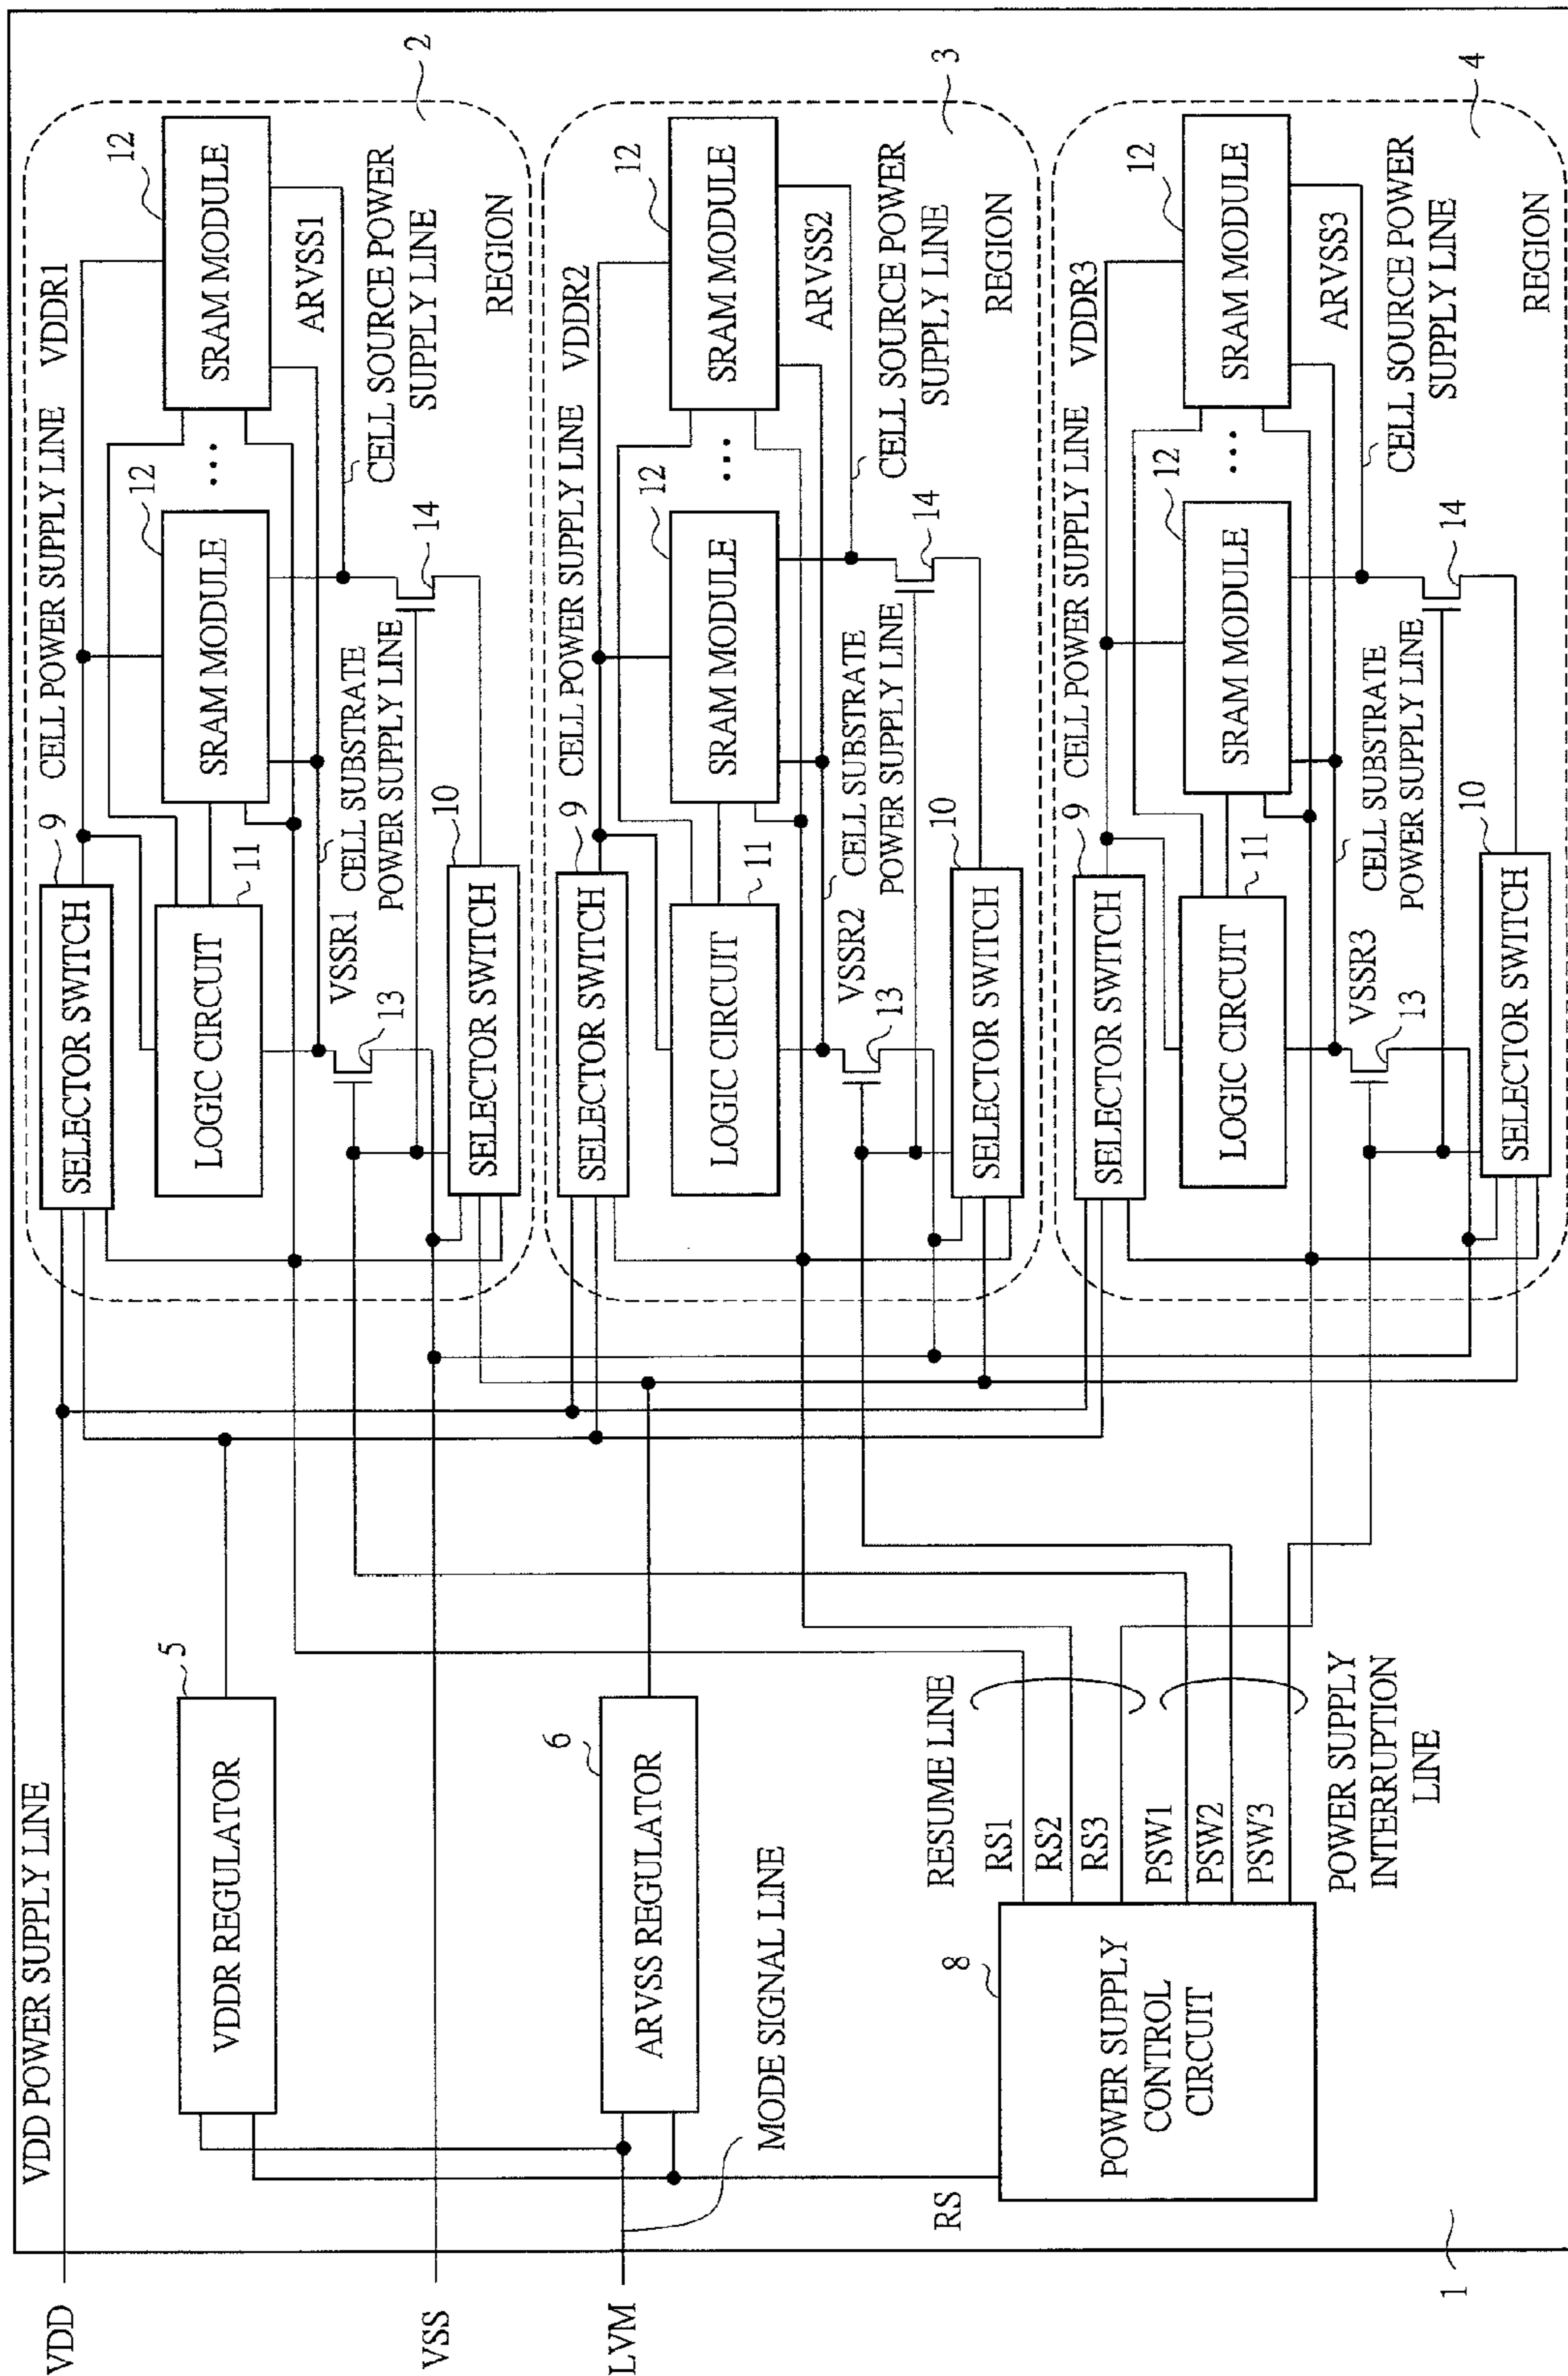 VDD POWER SUPPLY LINE
VDD
VSS
LVM
1
VDDR REGULATOR
5
ARVSS REGULATOR
6
MODE SIGNAL LINE
RS
POWER SUPPLY
CONTROL
CIRCUIT
8
RESUME LINE
RS1
RS2
RS3
PSW1
PSW2
PSW3
POWER SUPPLY
INTERRUPTION
LINE
SELECTOR SWITCH
9
CELL POWER SUPPLY LINE VDDR1
LOGIC CIRCUIT
11
SRAM MODULE
12
...
SRAM MODULE
12
ARVSS1
CELL SOURCE POWER
SUPPLY LINE
CELL SUBSTRATE
POWER SUPPLY LINE
VSSR1
13
14
SELECTOR SWITCH
10
REGION
2
SELECTOR SWITCH
9
CELL POWER SUPPLY LINE VDDR2
LOGIC CIRCUIT
11
SRAM MODULE
12
...
SRAM MODULE
12
ARVSS2
CELL SOURCE POWER
SUPPLY LINE
CELL SUBSTRATE
POWER SUPPLY LINE
VSSR2
13
14
SELECTOR SWITCH
10
REGION
3
SELECTOR SWITCH
9
CELL POWER SUPPLY LINE VDDR3
LOGIC CIRCUIT
11
SRAM MODULE
12
...
SRAM MODULE
12
ARVSS3
CELL SOURCE POWER
SUPPLY LINE
CELL SUBSTRATE
POWER SUPPLY LINE
VSSR3
13
14
SELECTOR SWITCH
10
REGION
4